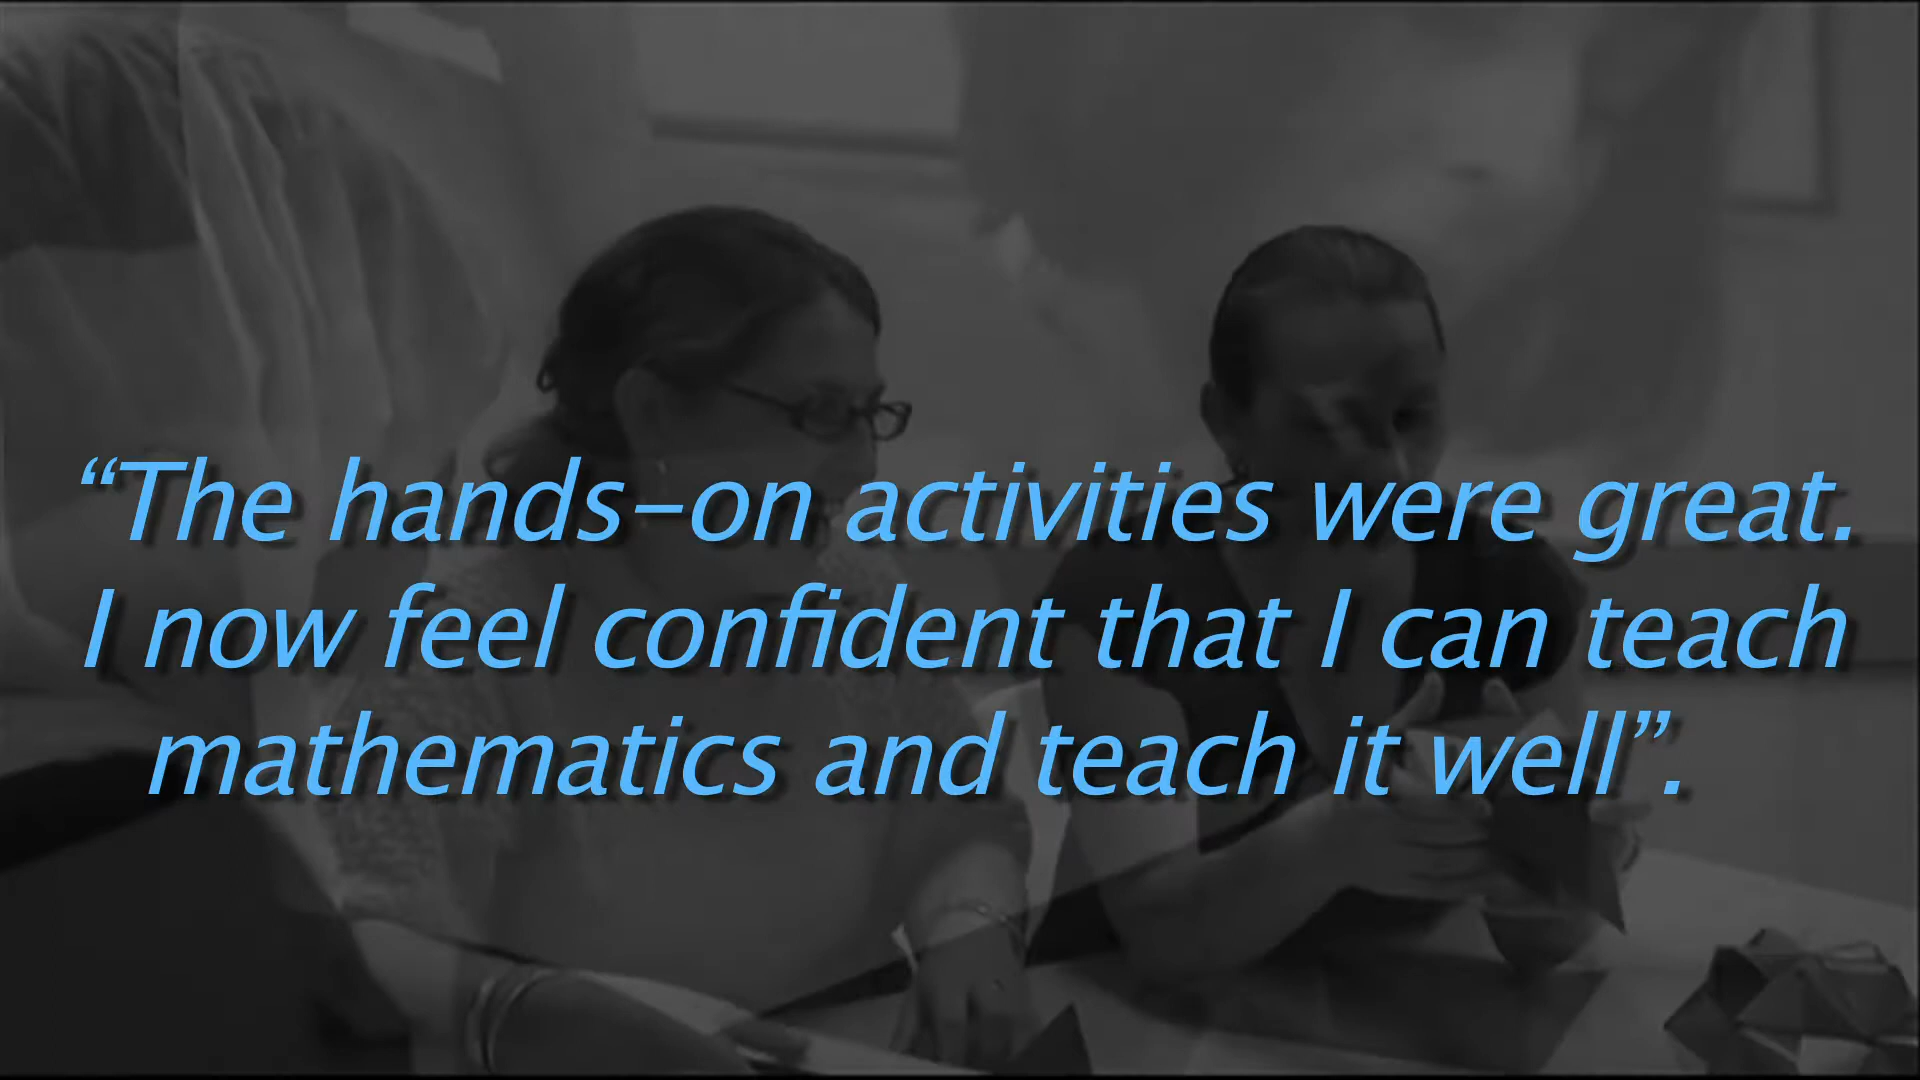 “The hands-on activities were great.
I now feel confident that I can teach
mathematics and teach it well”.